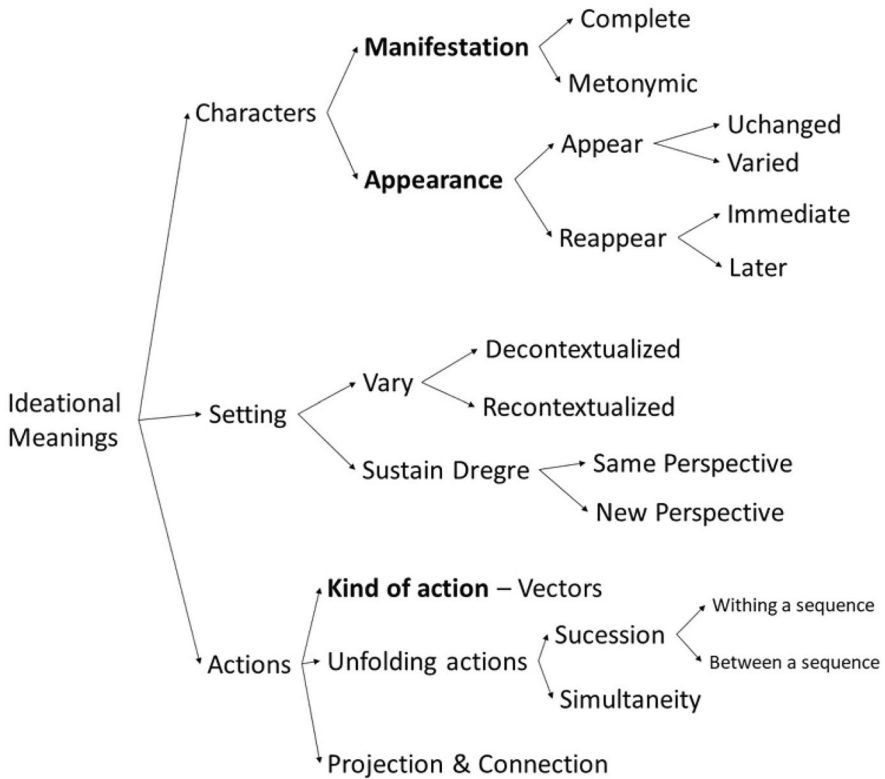 Ideational
Meanings
Characters
Manifestation
Complete
Metonymic
Appearance
Appear
Uchanged
Varied
Reappear
Immediate
Later
Setting
Vary
Decontextualized
Recontextualized
Sustain Dregre
Same Perspective
New Perspective
Actions
Kind of action – Vectors
Unfolding actions
Sucession
Withing a sequence
Between a sequence
Simultaneity
Projection & Connection